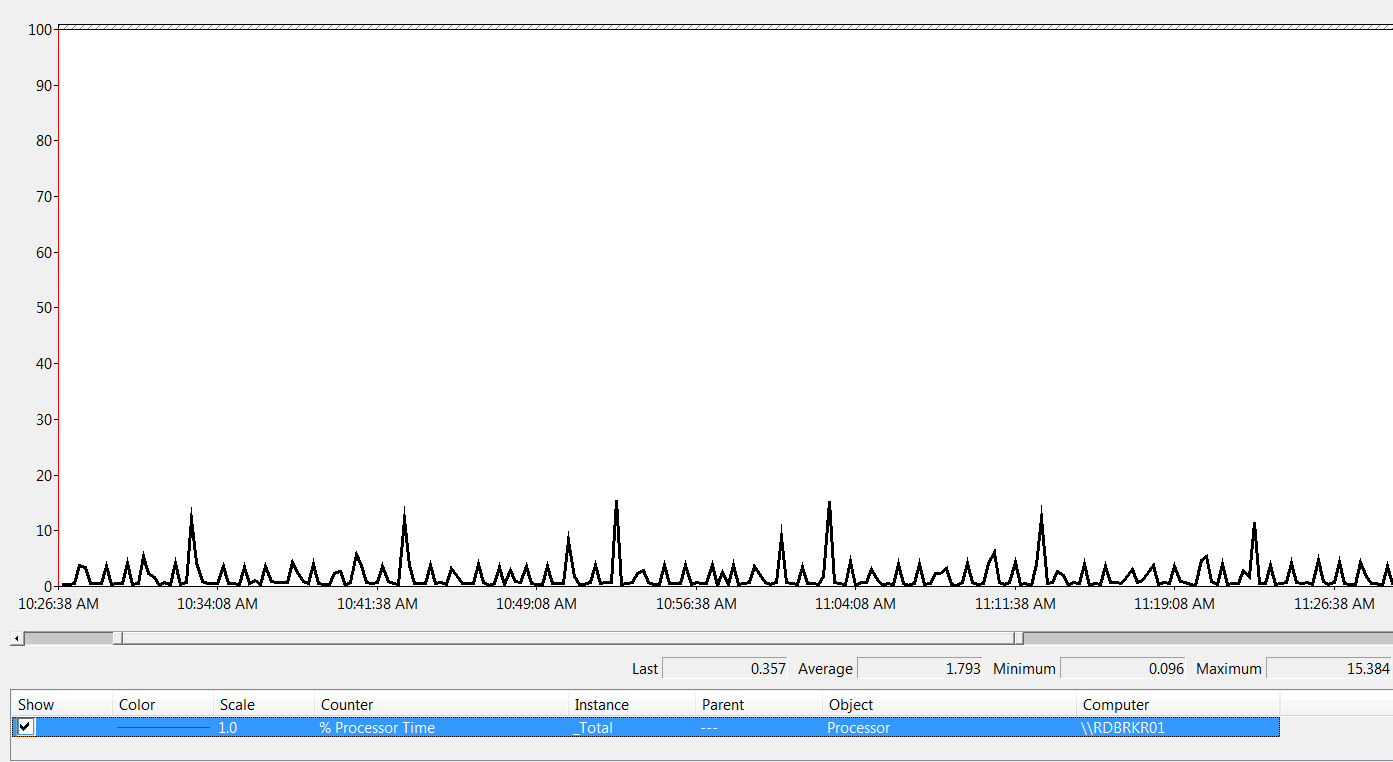 100
90
80
70
60
50
40
30
20
10
0
10:26:38 AM 10:34:08 AM 10:41:38 AM 10:49:08 AM 10:56:38 AM 11:04:08 AM 11:11:38 AM 11:19:08 AM 11:26:38 AM
Last 0.357 Average 1.793 Minimum 0.096 Maximum 15.384
Show Color Scale Counter Instance Parent Object Computer
1.0 % Processor Time _Total --- Processor \\RDBRKR01